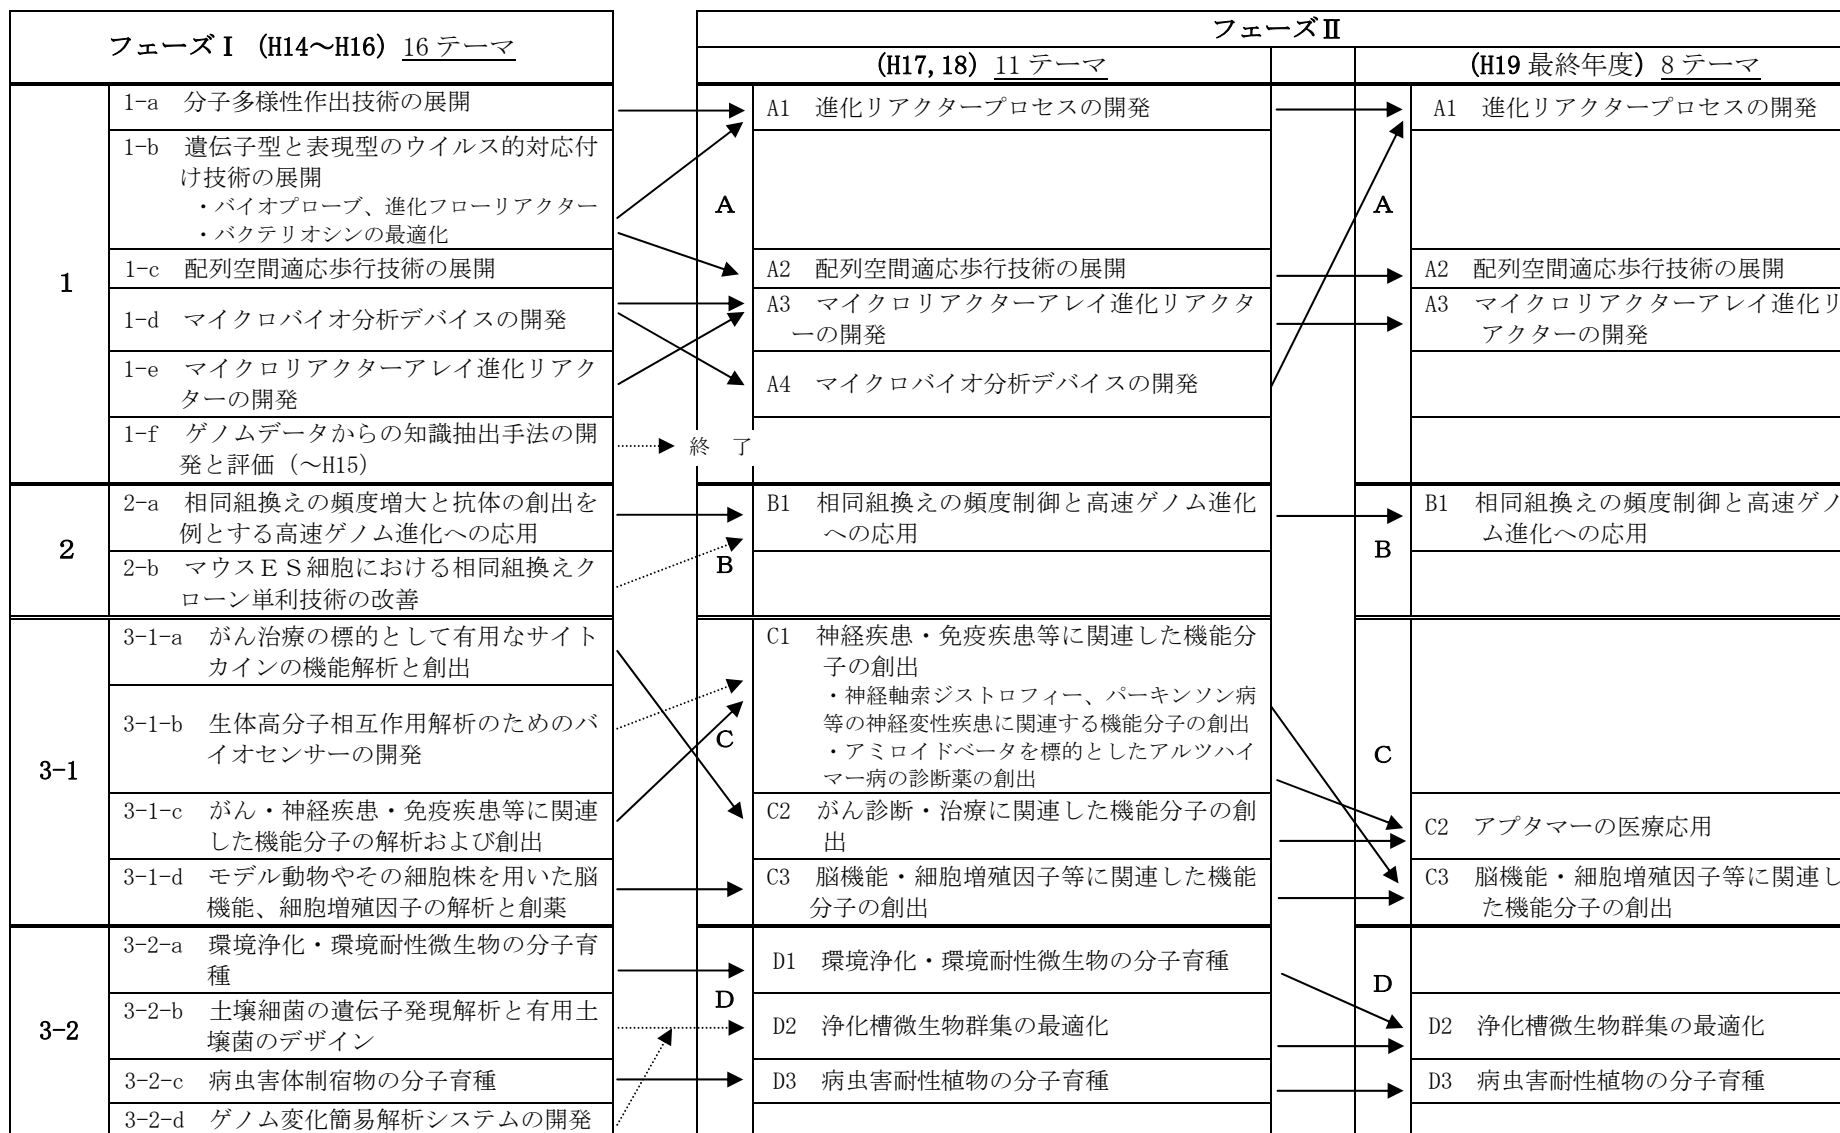 フェーズⅠ (H14～H16) 16テーマ
フェーズⅡ
(H17,18) 11テーマ
(H19最終年度) 8テーマ
1
1-a 分子多様性作出技術の展開
1-b 遺伝子型と表現型のウイルス的対応付
け技術の展開
・バイオプローブ、進化フローリアクター
・バクテリオシンの最適化
1-c 配列空間適応歩行技術の展開
1-d マイクロバイオ分析デバイスの開発
1-e マイクロリアクターアレイ進化リアク
ターの開発
1-f ゲノムデータからの知識抽出手法の開
発と評価（～H15）
終 了
A
A1 進化リアクタープロセスの開発
A2 配列空間適応歩行技術の展開
A3 マイクロリアクターアレイ進化リアクタ
ーの開発
A4 マイクロバイオ分析デバイスの開発
A
A1 進化リアクタープロセスの開発
A2 配列空間適応歩行技術の展開
A3 マイクロリアクターアレイ進化リ
アクターの開発
2
2-a 相同組換えの頻度増大と抗体の創出を
例とする高速ゲノム進化への応用
2-b マウスＥＳ細胞における相同組換えク
ローン単利技術の改善
B
B1 相同組換えの頻度制御と高速ゲノム進化
への応用
B
B1 相同組換えの頻度制御と高速ゲノ
ム進化への応用
3-1
3-1-a がん治療の標的として有用なサイト
カインの機能解析と創出
3-1-b 生体高分子相互作用解析のためのバ
イオセンサーの開発
3-1-c がん・神経疾患・免疫疾患等に関連
した機能分子の解析および創出
3-1-d モデル動物やその細胞株を用いた脳
機能、細胞増殖因子の解析と創薬
C
C1 神経疾患・免疫疾患等に関連した機能分
子の創出
・神経軸索ジストロフィー、パーキンソン病
等の神経変性疾患に関連する機能分子の創出
・アミロイドベータを標的としたアルツハイ
マー病の診断薬の創出
C2 がん診断・治療に関連した機能分子の創
出
C3 脳機能・細胞増殖因子等に関連した機能
分子の創出
C
C2 アプタマーの医療応用
C3 脳機能・細胞増殖因子等に関連し
た機能分子の創出
3-2
3-2-a 環境浄化・環境耐性微生物の分子育
種
3-2-b 土壌細菌の遺伝子発現解析と有用土
壌菌のデザイン
3-2-c 病虫害体制宿物の分子育種
3-2-d ゲノム変化簡易解析システムの開発
D
D1 環境浄化・環境耐性微生物の分子育種
D2 浄化槽微生物群集の最適化
D3 病虫害耐性植物の分子育種
D
D2 浄化槽微生物群集の最適化
D3 病虫害耐性植物の分子育種